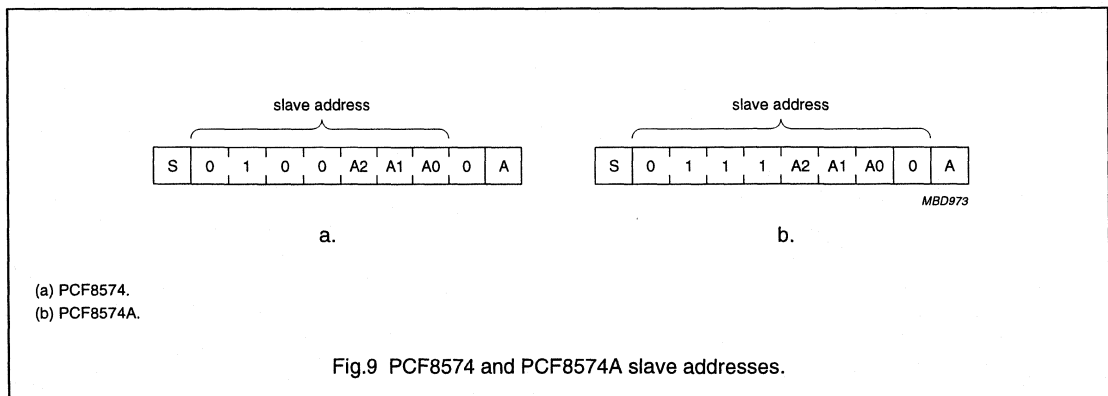 slave address
S 0 1 0 0 A2 A1 A0 0 A
a.
slave address
S 0 1 1 1 A2 A1 A0 0 A
MBD973
b.
(a) PCF8574.
(b) PCF8574A.
Fig.9 PCF8574 and PCF8574A slave addresses.